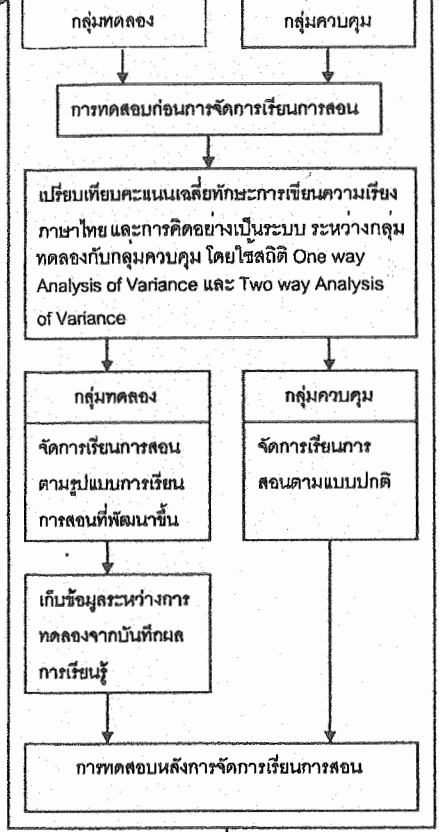 กลุ่มทดลอง
กลุ่มควบคุม
การทดสอบก่อนการจัดการเรียนการสอน
เปรียบเทียบคะแนนเฉลี่ยทักษะการเขียนความเรียง
ภาษาไทย และการคิดอย่างเป็นระบบ ระหว่างกลุ่ม
ทดลองกับกลุ่มควบคุม โดยใช้สถิติ One way
Analysis of Variance และ Two way Analysis
of Variance
กลุ่มทดลอง
จัดการเรียนการสอน
ตามรูปแบบการเรียน
การสอนที่พัฒนาขึ้น
กลุ่มควบคุม
จัดการเรียนการ
สอนตามแบบปกติ
เก็บข้อมูลระหว่างการ
ทดลองจากบันทึกผล
การเรียนรู้
การทดสอบหลังการจัดการเรียนการสอน